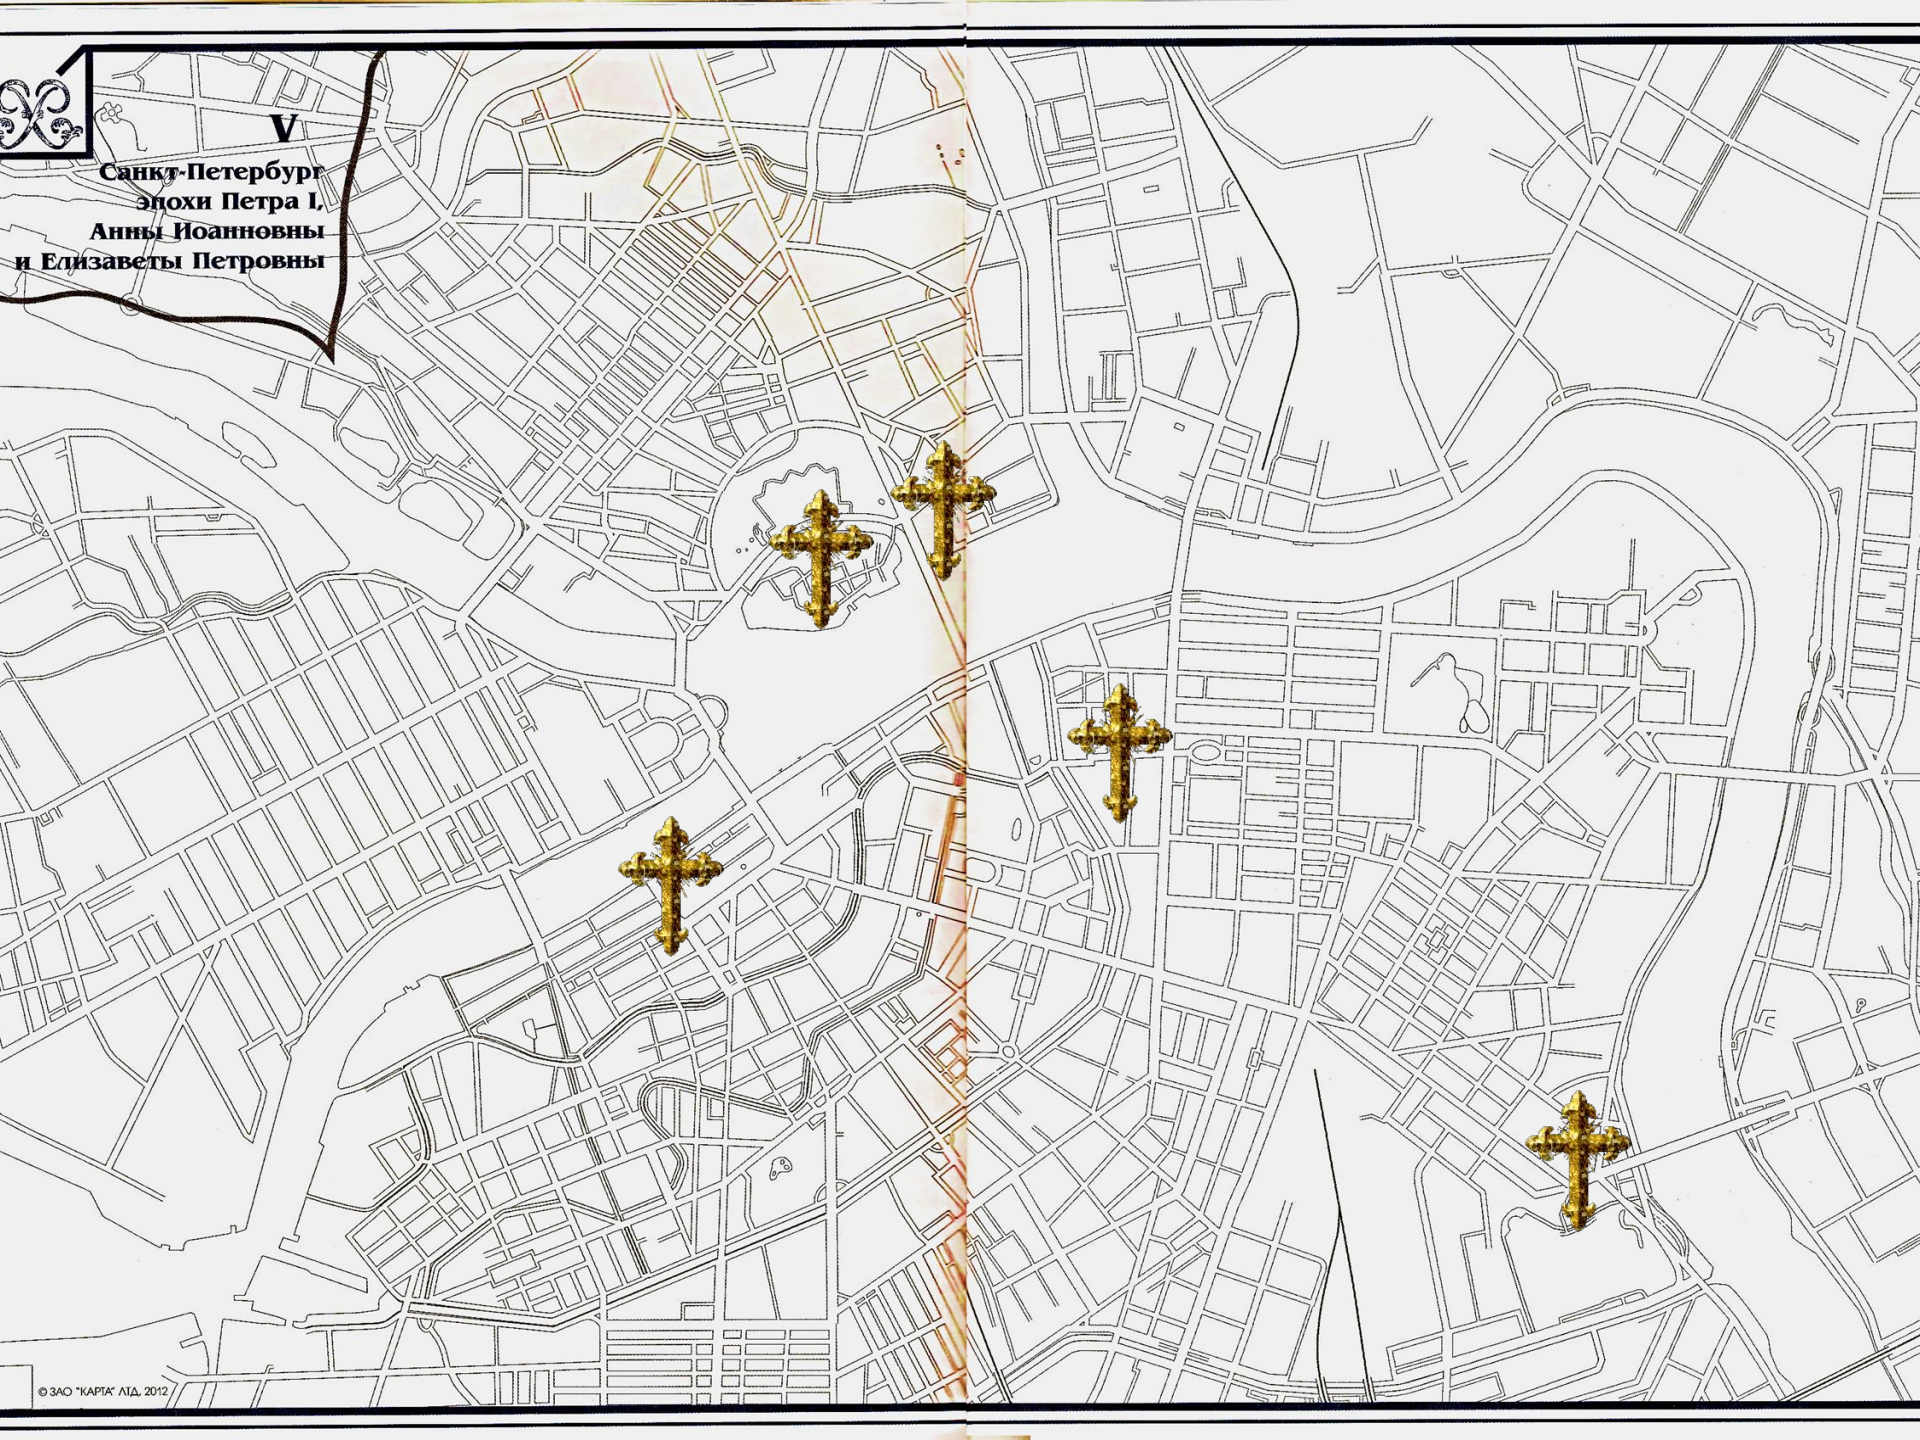 V
Санкт-Петербург
эпохи Петра I,
Анны Иоанновны
и Елизаветы Петровны
© ЗАО "КАРТА" ЛТД, 2012